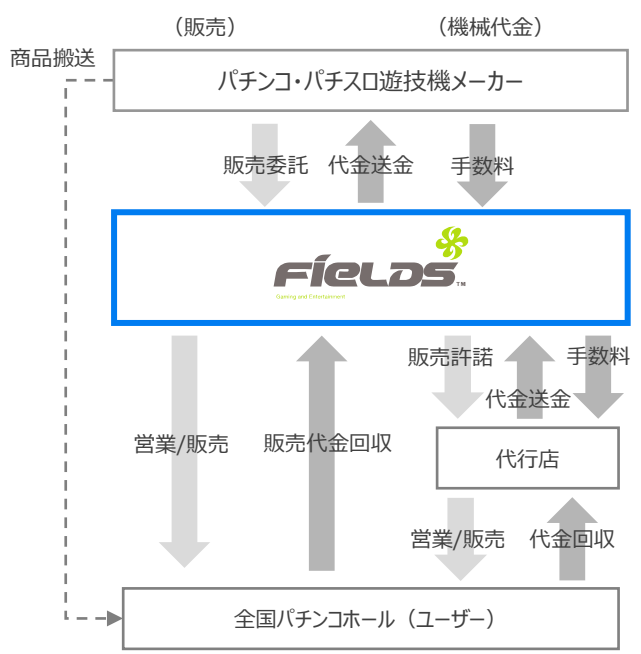 （販売）
（機械代金）
商品搬送
パチンコ・パチスロ遊技機メーカー
販売委託
代金送金
手数料
FIELDS™
Gaming and Entertainment
販売許諾
手数料
代金送金
営業/販売
販売代金回収
代行店
営業/販売
代金回収
全国パチンコホール（ユーザー）